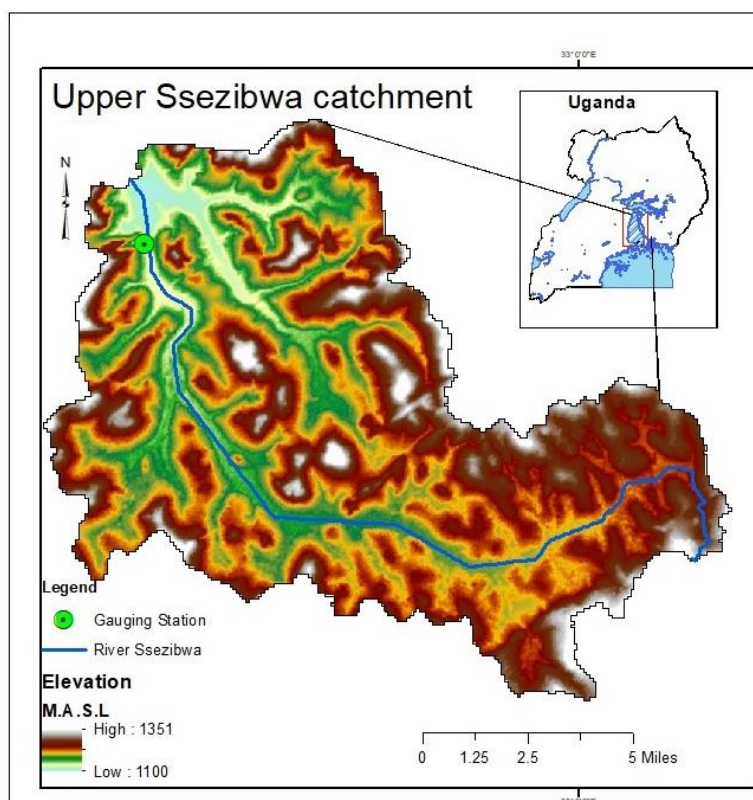 33°0'0"E
Upper Ssezibwa catchment
Uganda
N
Legend
Gauging Station
River Ssezibwa
Elevation
M.A.S.L
High : 1351
Low : 1100
0 1.25 2.5 5 Miles